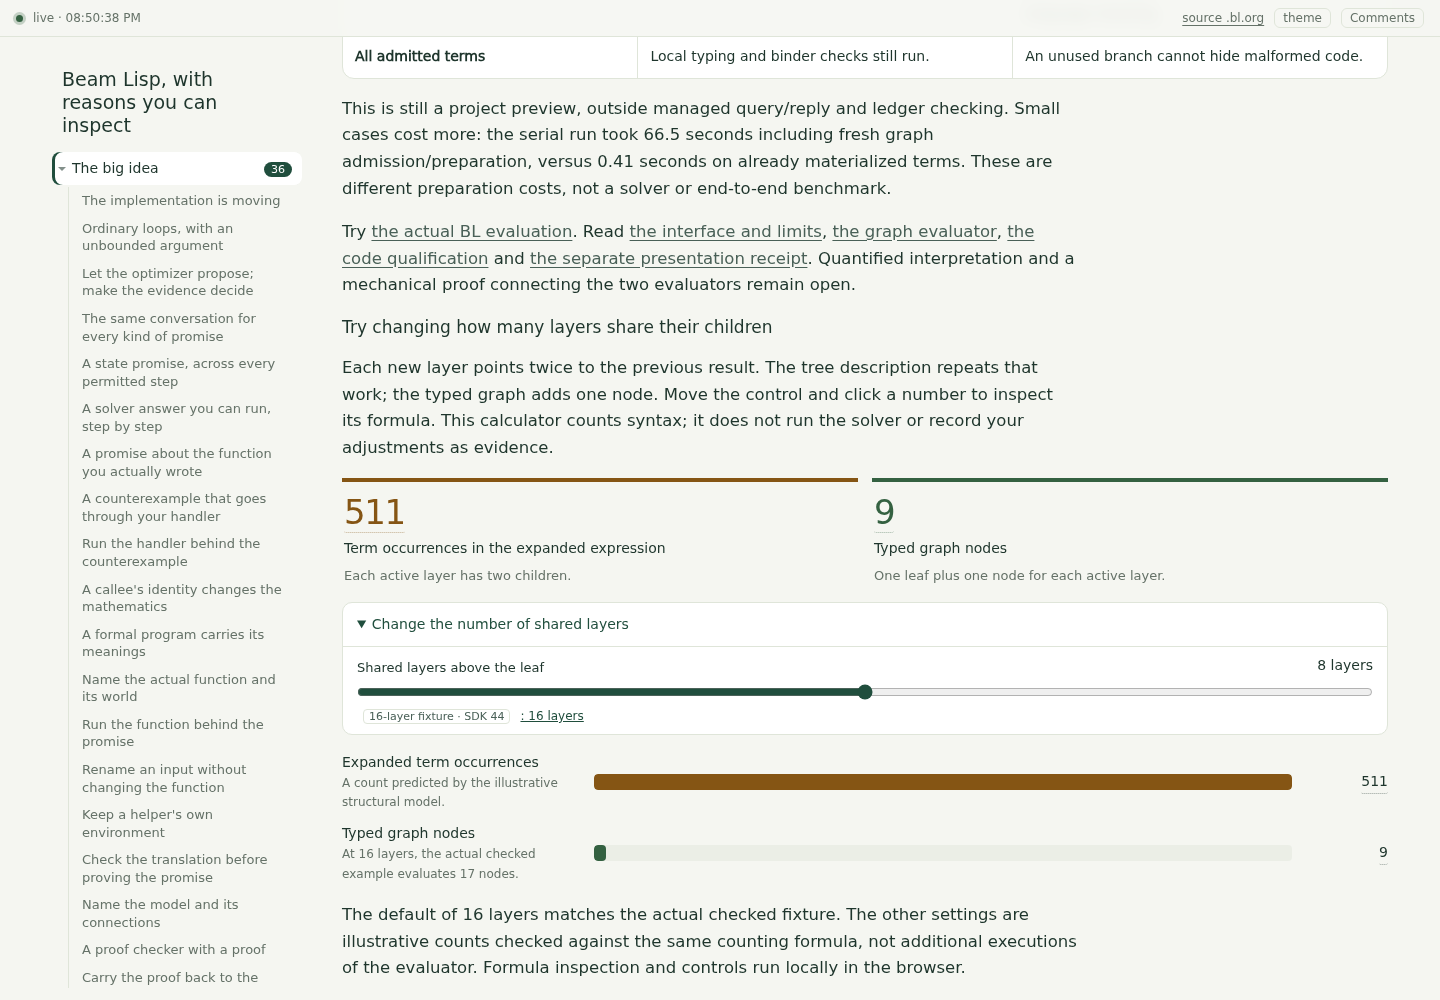 live · 08:50:38 PM
source .bl.org
theme
Comments
Beam Lisp, with
reasons you can
inspect
The big idea
36
The implementation is moving
Ordinary loops, with an
unbounded argument
Let the optimizer propose;
make the evidence decide
The same conversation for
every kind of promise
A state promise, across every
permitted step
A solver answer you can run,
step by step
A promise about the function
you actually wrote
A counterexample that goes
through your handler
Run the handler behind the
counterexample
A callee's identity changes the
mathematics
A formal program carries its
meanings
Name the actual function and
its world
Run the function behind the
promise
Rename an input without
changing the function
Keep a helper's own
environment
Check the translation before
proving the promise
Name the model and its
connections
A proof checker with a proof
Carry the proof back to the
All admitted terms
Local typing and binder checks still run.
An unused branch cannot hide malformed code.
This is still a project preview, outside managed query/reply and ledger checking. Small
cases cost more: the serial run took 66.5 seconds including fresh graph
admission/preparation, versus 0.41 seconds on already materialized terms. These are
different preparation costs, not a solver or end-to-end benchmark.
Try the actual BL evaluation. Read the interface and limits, the graph evaluator, the
code qualification and the separate presentation receipt. Quantified interpretation and a
mechanical proof connecting the two evaluators remain open.
Try changing how many layers share their children
Each new layer points twice to the previous result. The tree description repeats that
work; the typed graph adds one node. Move the control and click a number to inspect
its formula. This calculator counts syntax; it does not run the solver or record your
adjustments as evidence.
511
Term occurrences in the expanded expression
Each active layer has two children.
9
Typed graph nodes
One leaf plus one node for each active layer.
▼ Change the number of shared layers
Shared layers above the leaf
8 layers
16-layer fixture · SDK 44
: 16 layers
Expanded term occurrences
A count predicted by the illustrative
structural model.
511
Typed graph nodes
At 16 layers, the actual checked
example evaluates 17 nodes.
9
The default of 16 layers matches the actual checked fixture. The other settings are
illustrative counts checked against the same counting formula, not additional executions
of the evaluator. Formula inspection and controls run locally in the browser.